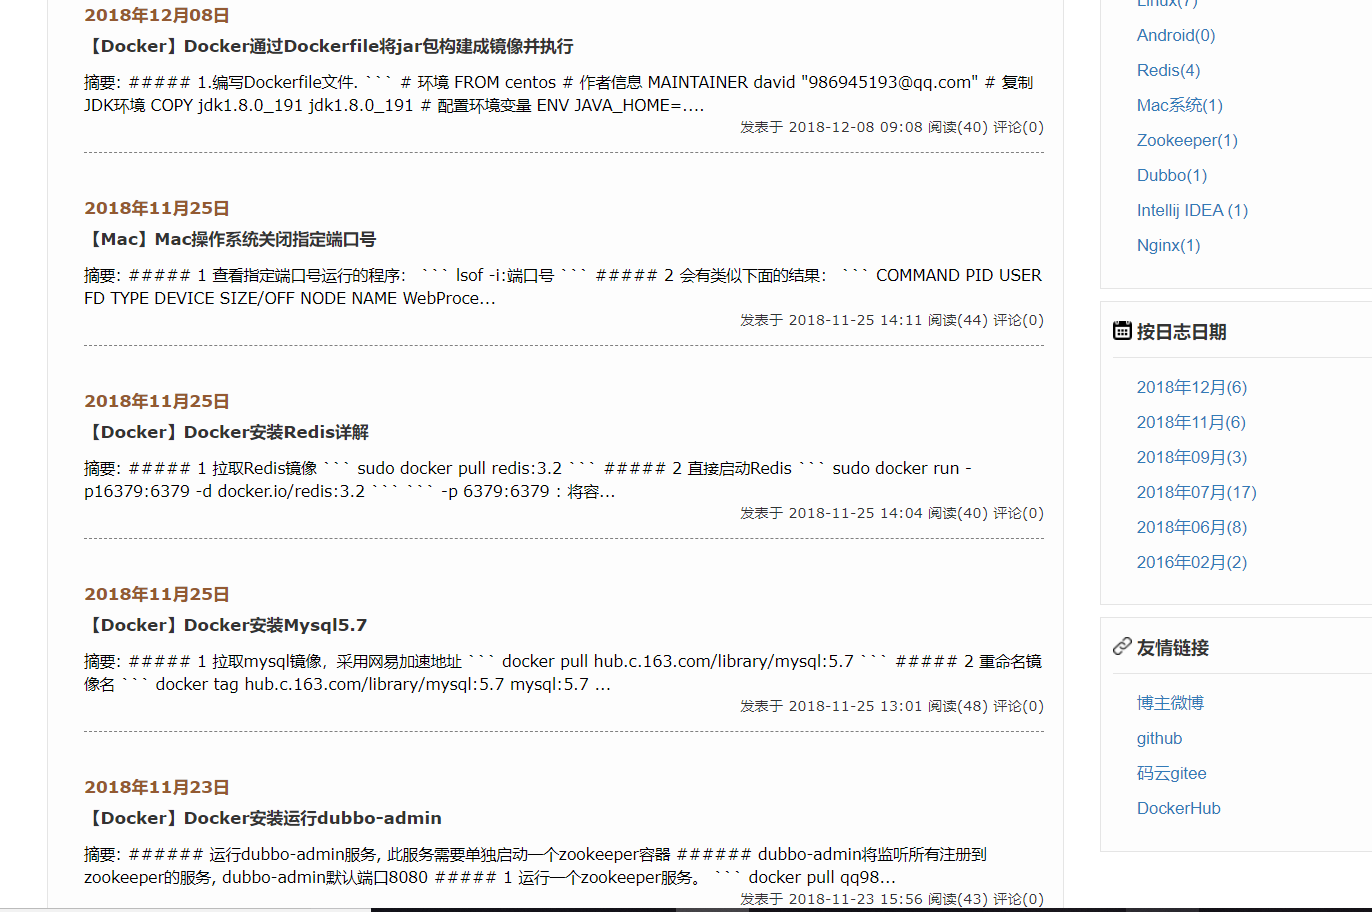 2018年12月08日
【Docker】Docker通过Dockerfile将jar包构建成镜像并执行
摘要: ##### 1.编写Dockerfile文件. ``` # 环境 FROM centos # 作者信息 MAINTAINER david "986945193@qq.com" # 复制
JDK环境 COPY jdk1.8.0_191 jdk1.8.0_191 # 配置环境变量 ENV JAVA_HOME=....
发表于 2018-12-08 09:08 阅读(40) 评论(0)
2018年11月25日
【Mac】Mac操作系统关闭指定端口号
摘要: ##### 1 查看指定端口号运行的程序： ``` lsof -i:端口号 ``` ##### 2 会有类似下面的结果： ``` COMMAND PID USER
FD TYPE DEVICE SIZE/OFF NODE NAME WebProce...
发表于 2018-11-25 14:11 阅读(44) 评论(0)
2018年11月25日
【Docker】Docker安装Redis详解
摘要: ##### 1 拉取Redis镜像 ``` sudo docker pull redis:3.2 ``` ##### 2 直接启动Redis ``` sudo docker run -
p16379:6379 -d docker.io/redis:3.2 ``` ``` -p 6379:6379 : 将容...
发表于 2018-11-25 14:04 阅读(40) 评论(0)
2018年11月25日
【Docker】Docker安装Mysql5.7
摘要: ##### 1 拉取mysql镜像，采用网易加速地址 ``` docker pull hub.c.163.com/library/mysql:5.7 ``` ##### 2 重命名镜
像名 ``` docker tag hub.c.163.com/library/mysql:5.7 mysql:5.7 ...
发表于 2018-11-25 13:01 阅读(48) 评论(0)
2018年11月23日
【Docker】Docker安装运行dubbo-admin
摘要: ###### 运行dubbo-admin服务, 此服务需要单独启动一个zookeeper容器 ###### dubbo-admin将监听所有注册到
zookeeper的服务, dubbo-admin默认端口8080 ##### 1 运行一个zookeeper服务。 ``` docker pull qq98...
发表于 2018-11-23 15:56 阅读(43) 评论(0)
Linux(7)
Android(0)
Redis(4)
Mac系统(1)
Zookeeper(1)
Dubbo(1)
Intellij IDEA (1)
Nginx(1)
按日志日期
2018年12月(6)
2018年11月(6)
2018年09月(3)
2018年07月(17)
2018年06月(8)
2016年02月(2)
友情链接
博主微博
github
码云gitee
DockerHub